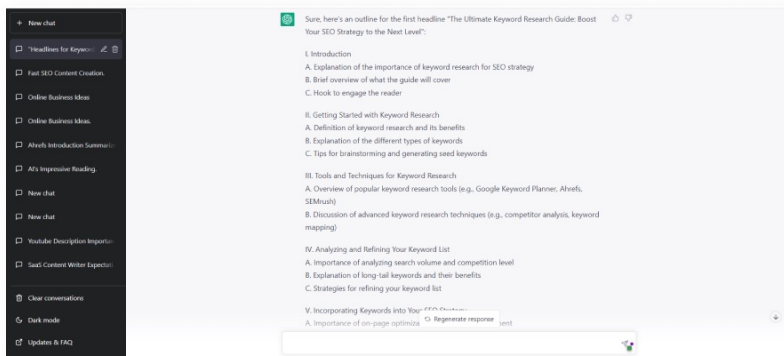 + New chat
"Headlines for Keyword
Fast SEO Content Creation.
Online Business Ideas
Online Business Ideas.
Ahrefs Introduction Summariz
AI's Impressive Reading.
New chat
New chat
Youtube Description Importan
SaaS Content Writer Expectati
Clear conversations
Dark mode
Updates & FAQ
Sure, here's an outline for the first headline "The Ultimate Keyword Research Guide: Boost
Your SEO Strategy to the Next Level":
I. Introduction
A. Explanation of the importance of keyword research for SEO strategy
B. Brief overview of what the guide will cover
C. Hook to engage the reader
II. Getting Started with Keyword Research
A. Definition of keyword research and its benefits
B. Explanation of the different types of keywords
C. Tips for brainstorming and generating seed keywords
III. Tools and Techniques for Keyword Research
A. Overview of popular keyword research tools (e.g., Google Keyword Planner, Ahrefs,
SEMrush)
B. Discussion of advanced keyword research techniques (e.g., competitor analysis, keyword
mapping)
IV. Analyzing and Refining Your Keyword List
A. Importance of analyzing search volume and competition level
B. Explanation of long-tail keywords and their benefits
C. Strategies for refining your keyword list
V. Incorporating Keywords into Your SEO Strategy
A. Importance of on-page optimiza
Regenerate response